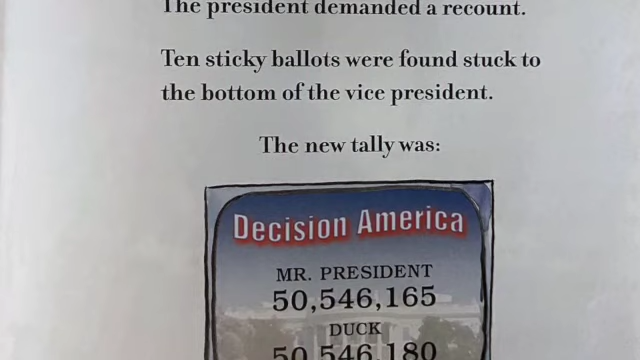 The president demanded a recount.
Ten sticky ballots were found stuck to
the bottom of the vice president.
The new tally was:
Decision America
MR. PRESIDENT
50,546,165
DUCK
50,546,180